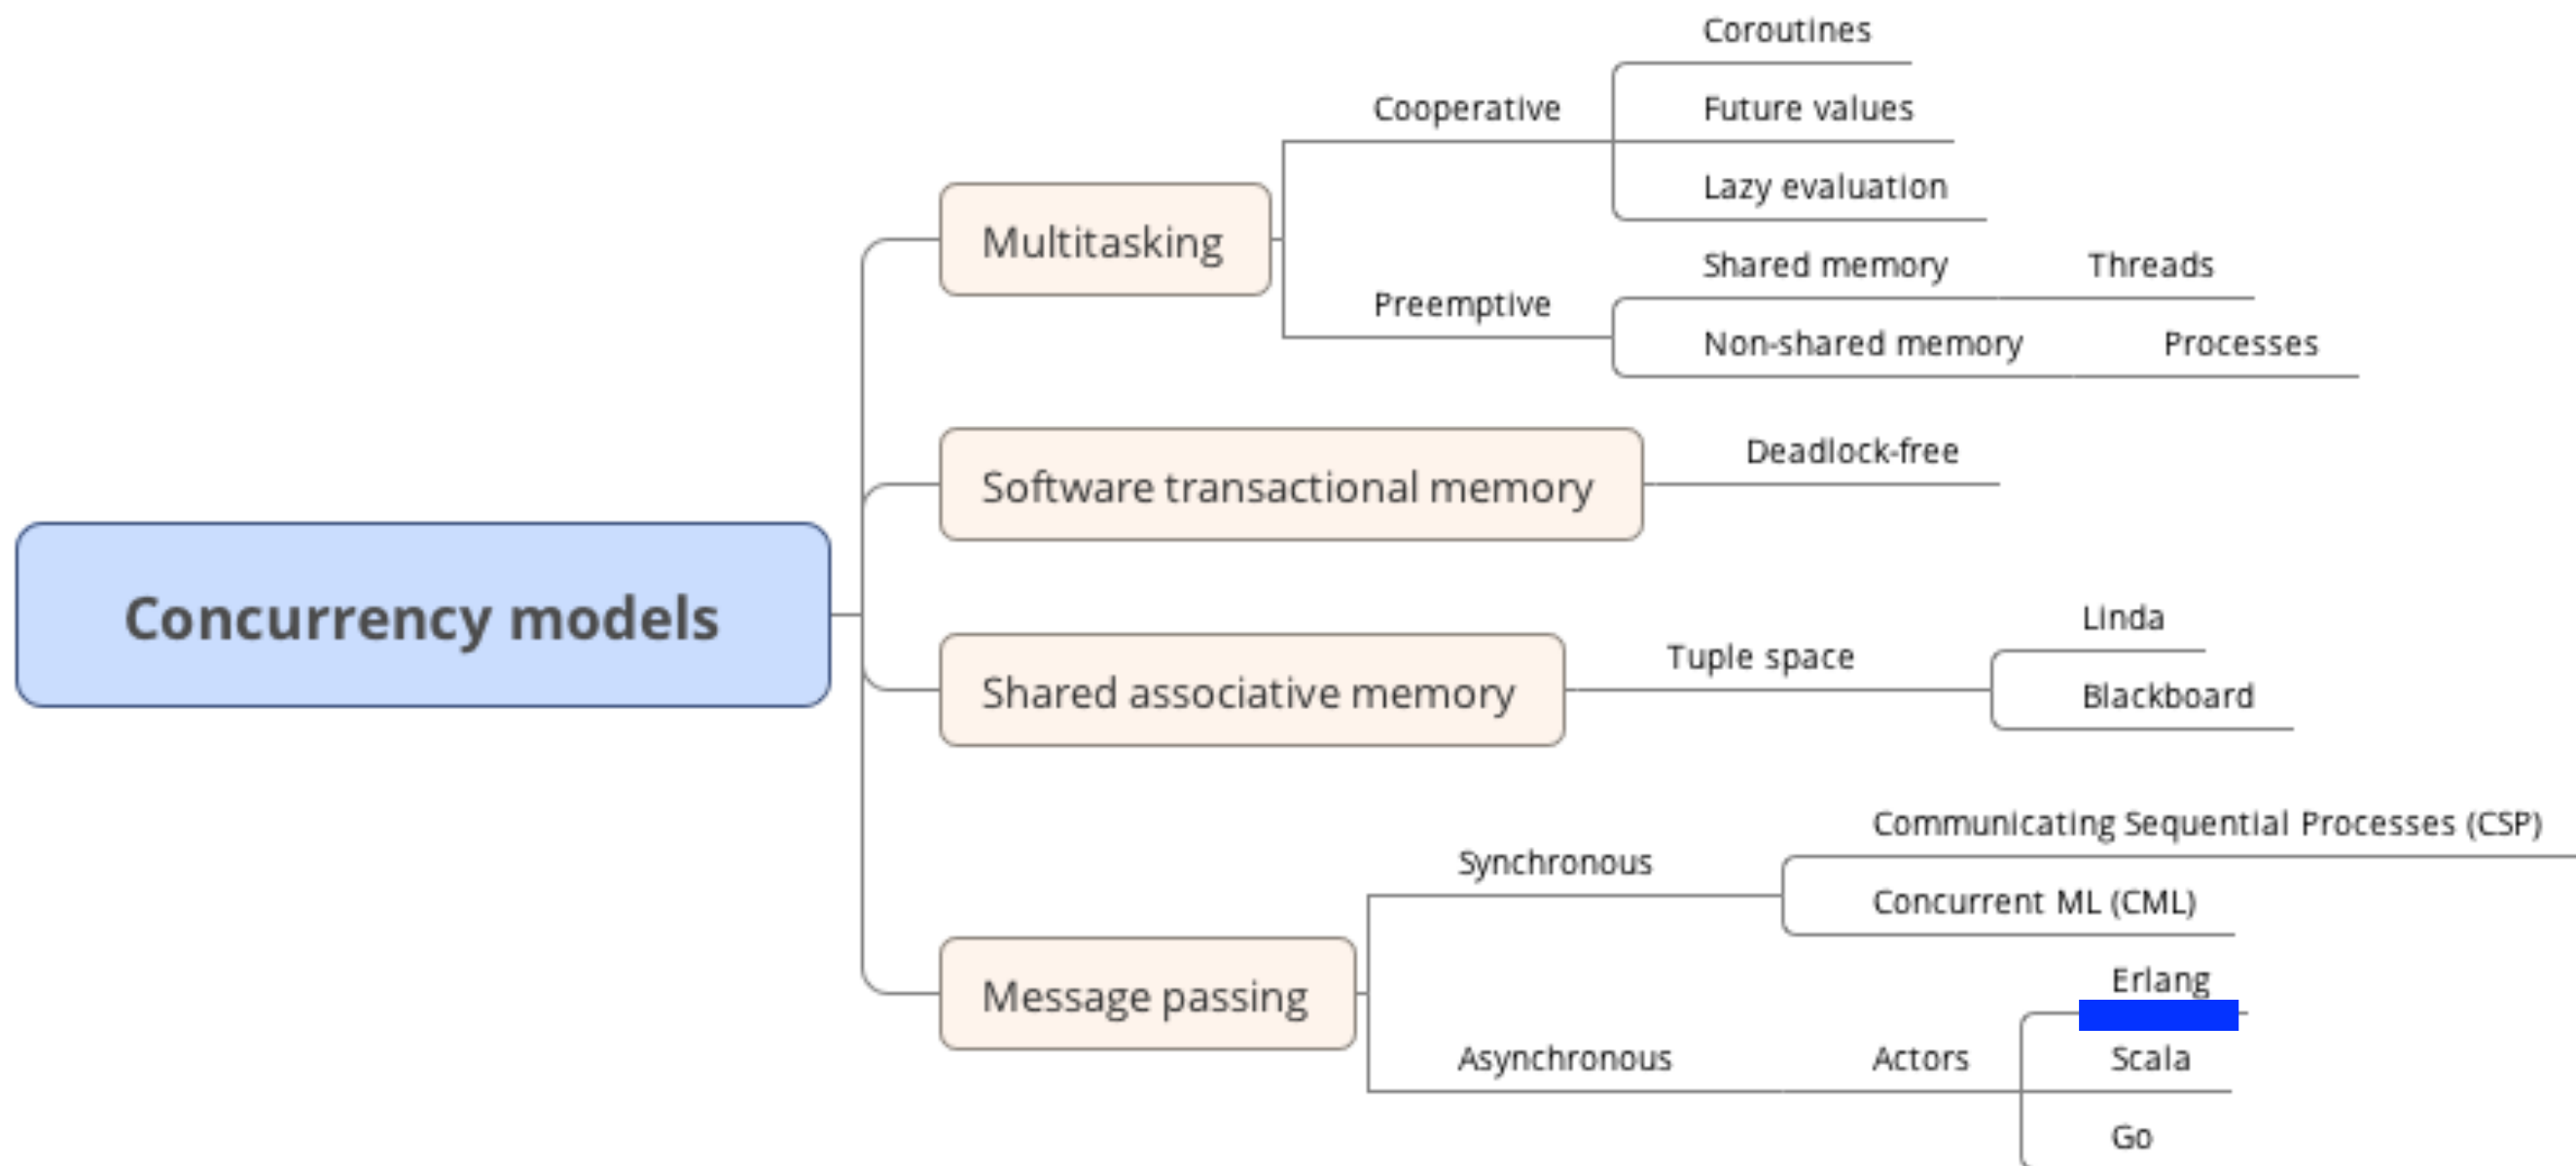 Concurrency models
Multitasking
Cooperative
Coroutines
Future values
Lazy evaluation
Preemptive
Shared memory
Threads
Non-shared memory
Processes
Software transactional memory
Deadlock-free
Shared associative memory
Tuple space
Linda
Blackboard
Message passing
Synchronous
Communicating Sequential Processes (CSP)
Concurrent ML (CML)
Asynchronous
Actors
Erlang
Scala
Go